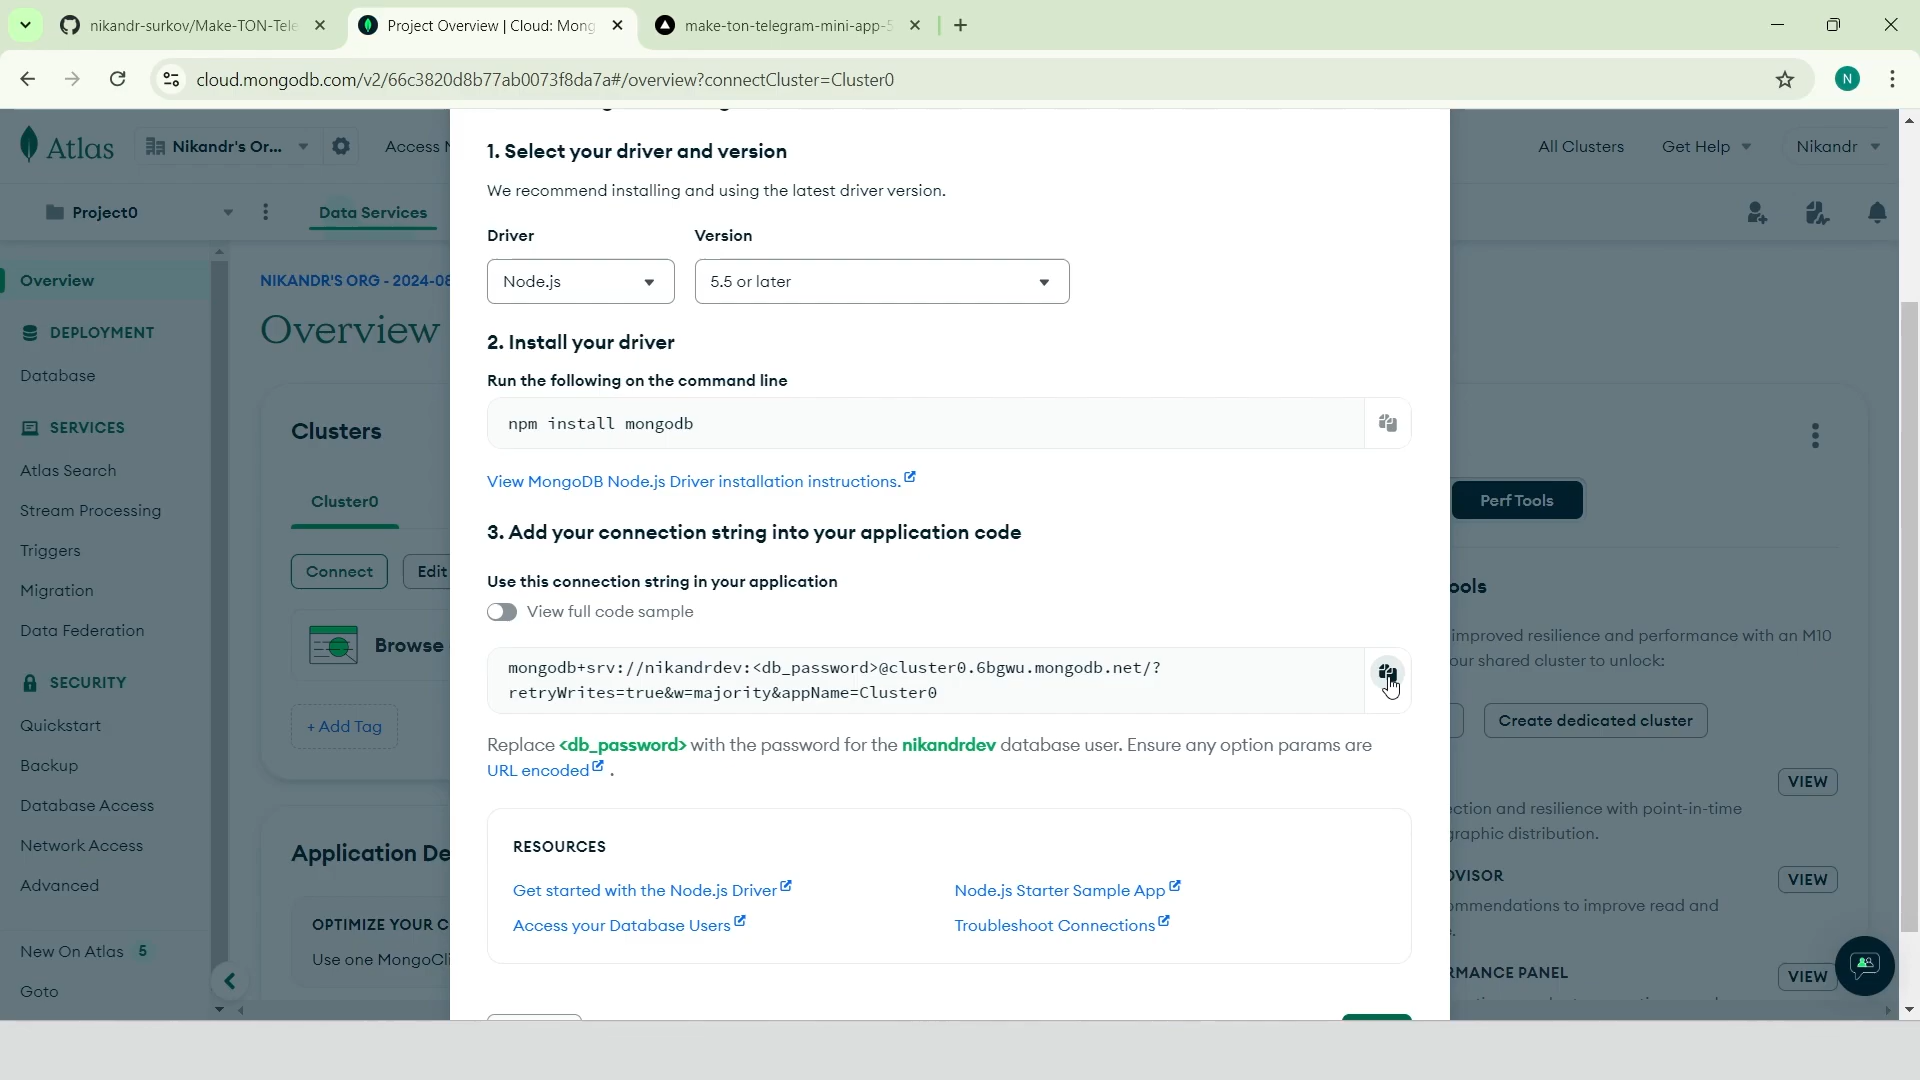 nikandr-surkov/Make-TON-Tele
Project Overview | Cloud: Mong
make-ton-telegram-mini-app-5
cloud.mongodb.com/v2/66c3820d8b77ab0073f8da7a#/overview?connectCluster=Cluster0
N
Atlas
Nikandr's Or...
Access
All Clusters
Get Help
Nikandr
Project0
Data Services
Overview
DEPLOYMENT
Database
SERVICES
Atlas Search
Stream Processing
Triggers
Migration
Data Federation
SECURITY
Quickstart
Backup
Database Access
Network Access
Advanced
New On Atlas 5
Goto
NIKANDR'S ORG - 2024-08
Overview
Clusters
Cluster0
Connect
Edit
Browse
+ Add Tag
Application De
OPTIMIZE YOUR C
Use one MongoCli
1. Select your driver and version
We recommend installing and using the latest driver version.
Driver
Version
Node.js
5.5 or later
2. Install your driver
Run the following on the command line
npm install mongodb
View MongoDB Node.js Driver installation instructions.
3. Add your connection string into your application code
Use this connection string in your application
View full code sample
mongodb+srv://nikandrdev:<db_password>@cluster0.6bgwu.mongodb.net/?
retryWrites=true&w=majority&appName=Cluster0
Replace <db_password> with the password for the nikandrdev database user. Ensure any option params are
URL encoded .
RESOURCES
Get started with the Node.js Driver
Node.js Starter Sample App
Access your Database Users
Troubleshoot Connections
Perf Tools
ools
improved resilience and performance with an M10
our shared cluster to unlock:
Create dedicated cluster
VIEW
ction and resilience with point-in-time
graphic distribution.
VISOR
VIEW
ommendations to improve read and
RMANCE PANEL
VIEW